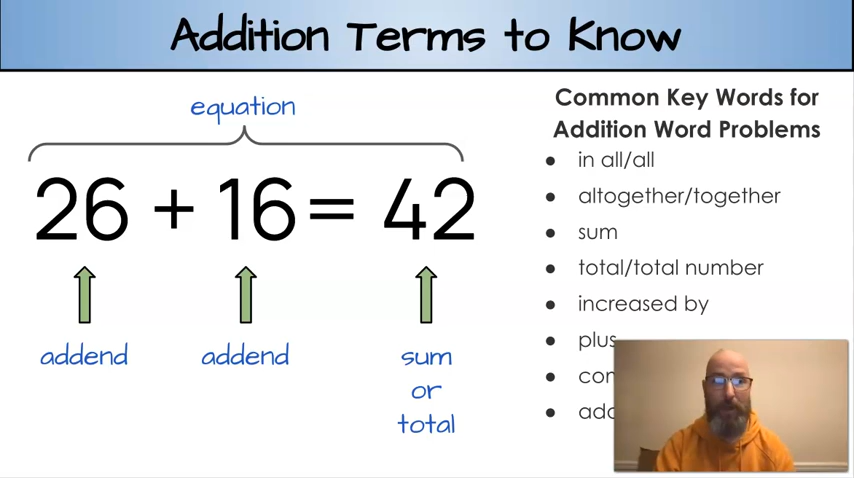 Addition Terms to Know
equation
26 + 16 = 42
addend addend sum
or
total
Common Key Words for
Addition Word Problems
• in all/all
• altogether/together
• sum
• total/total number
• increased by
• plus